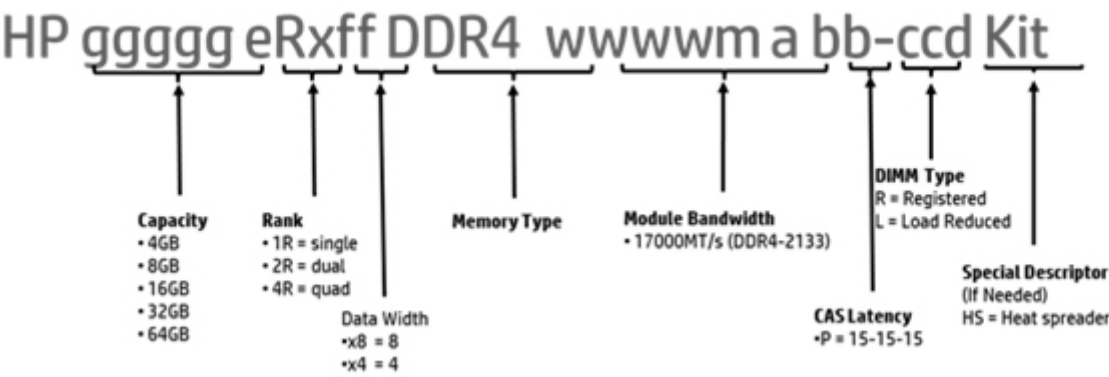 HP ggggg eRxff DDR4 wwwwm a bb-ccd Kit
Capacity
• 4GB
• 8GB
• 16GB
• 32GB
• 64GB
Rank
• 1R = single
• 2R = dual
• 4R = quad
Data Width
•x8 = 8
•x4 = 4
Memory Type
Module Bandwidth
• 17000MT/s (DDR4-2133)
CAS Latency
•P = 15-15-15
DIMM Type
R = Registered
L = Load Reduced
Special Descriptor
(If Needed)
HS = Heat spreader